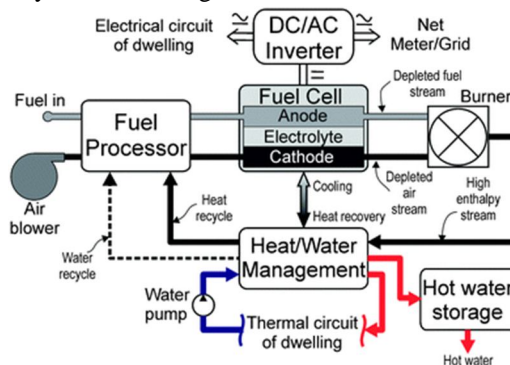 Electrical circuit
of dwelling
DC/AC
Inverter
Net
Meter/Grid
Depleted fuel
stream
Fuel in
Fuel
Processor
Fuel Cell
Anode
Electrolyte
Cathode
Burner
Air
blower
Heat
recycle
Cooling
Heat recovery
Depleted
air
stream
High
enthalpy
stream
Water
recycle
Heat/Water
Management
Water
pump
Thermal circuit
of dwelling
Hot water
storage
Hot water